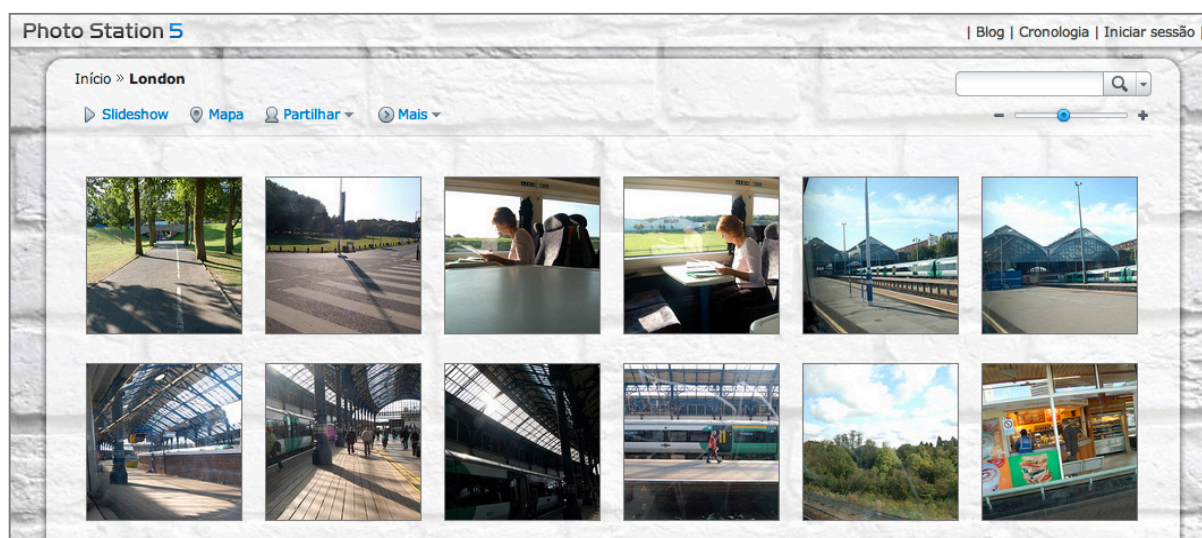 Photo Station 5
| Blog | Cronologia | Iniciar sessão |
Início » London
Slideshow Mapa Partilhar Mais